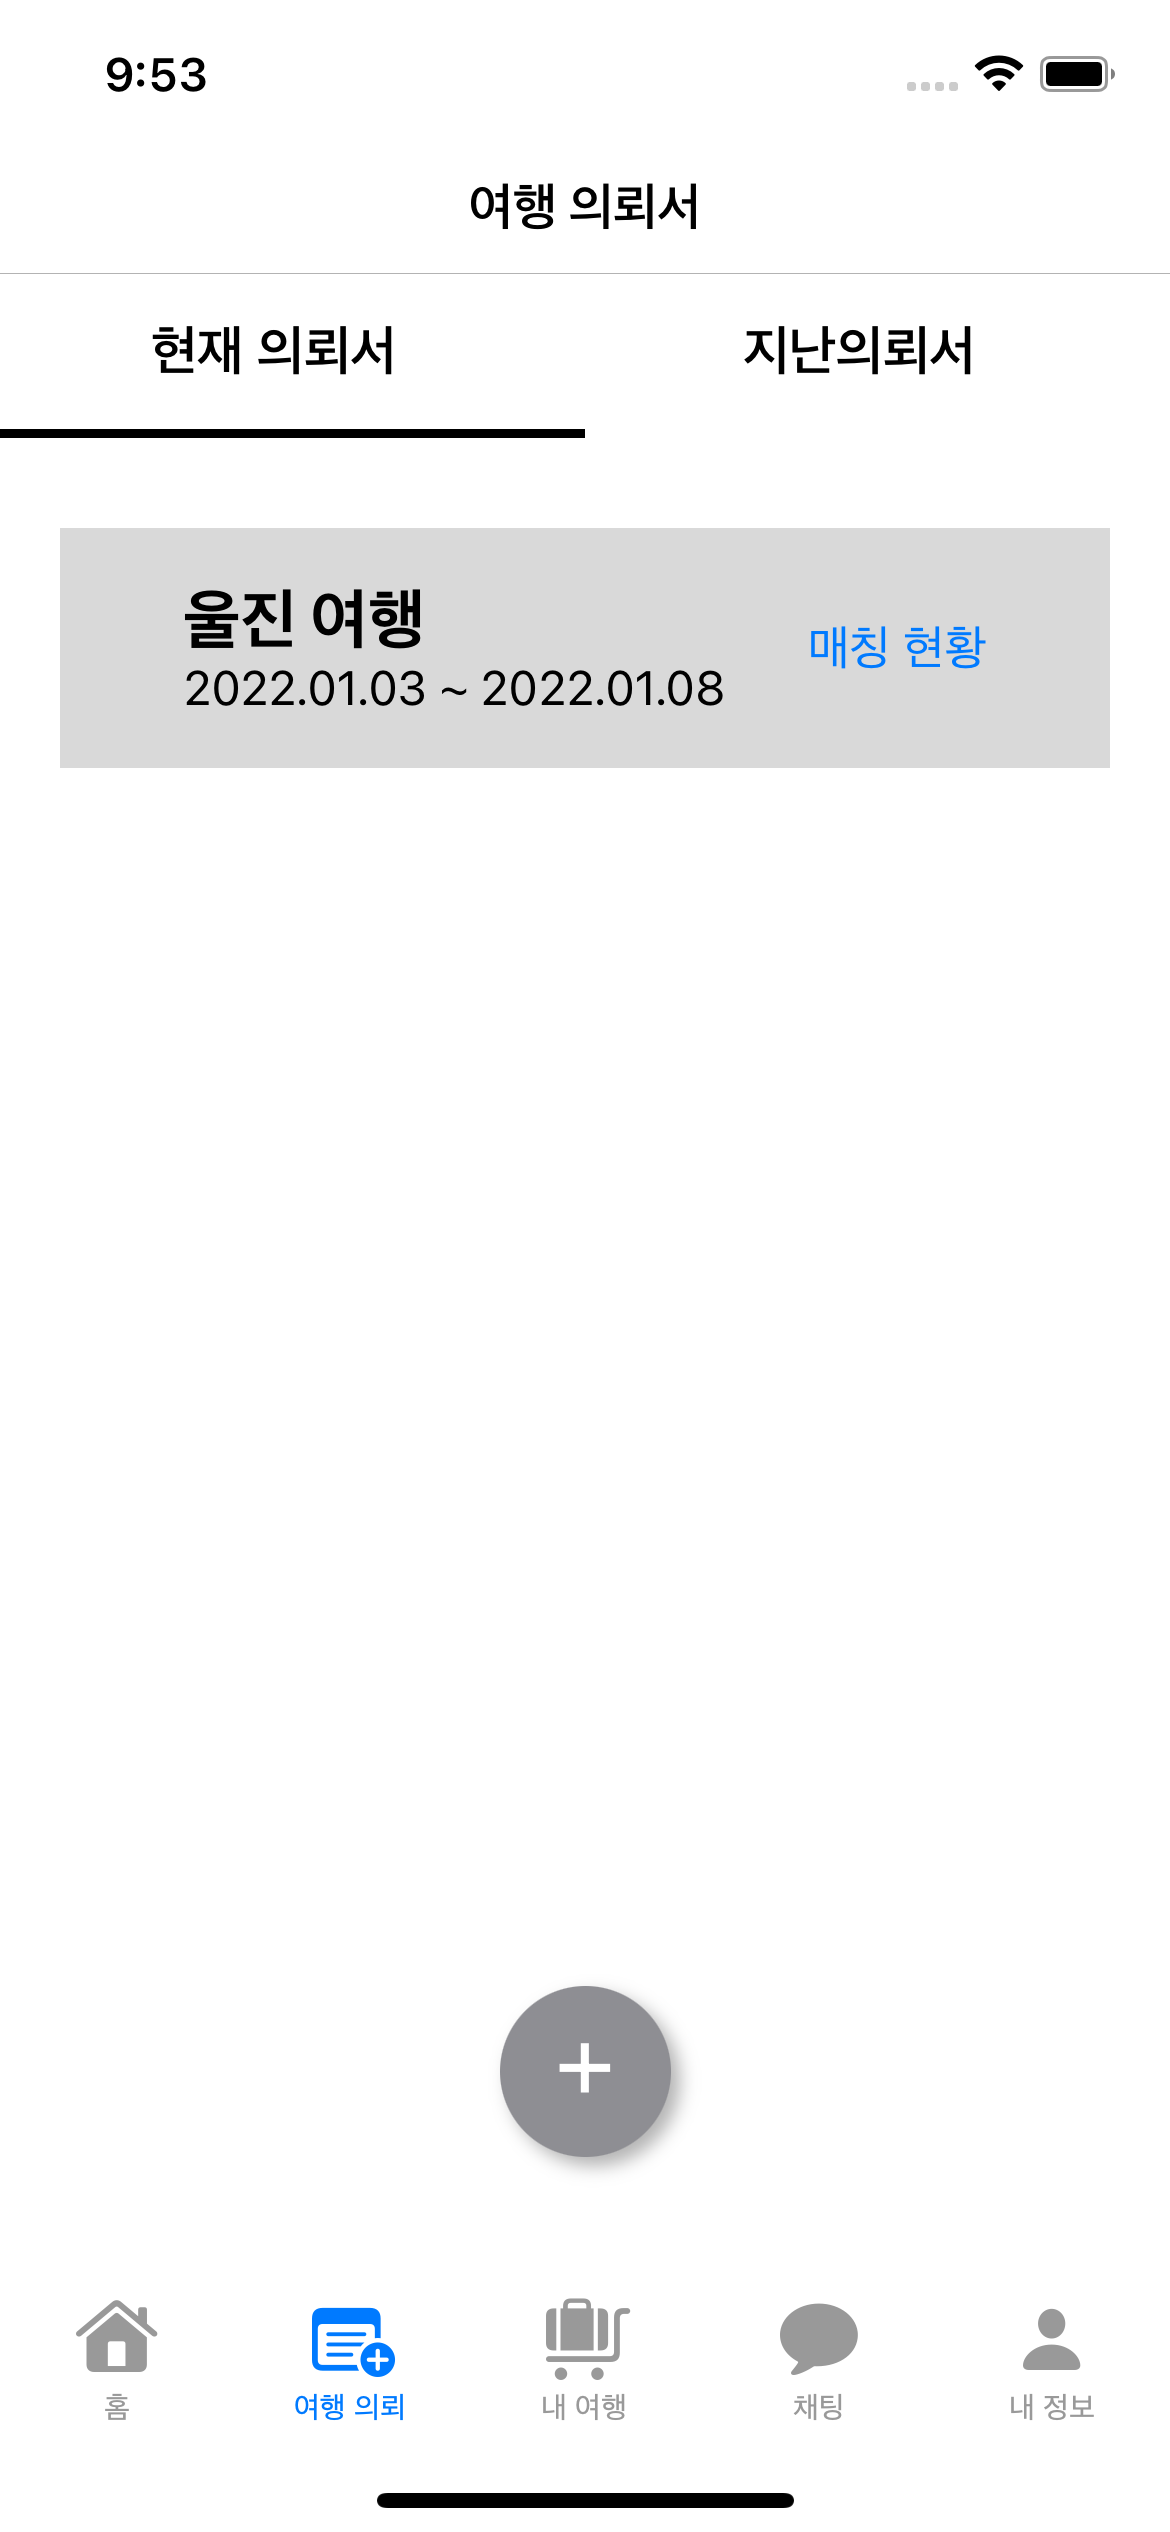 9:53
여행 의뢰서
현재 의뢰서
지난의뢰서
울진 여행
2022.01.03 ~ 2022.01.08
매칭 현황
+
홈
여행 의뢰
내 여행
채팅
내 정보